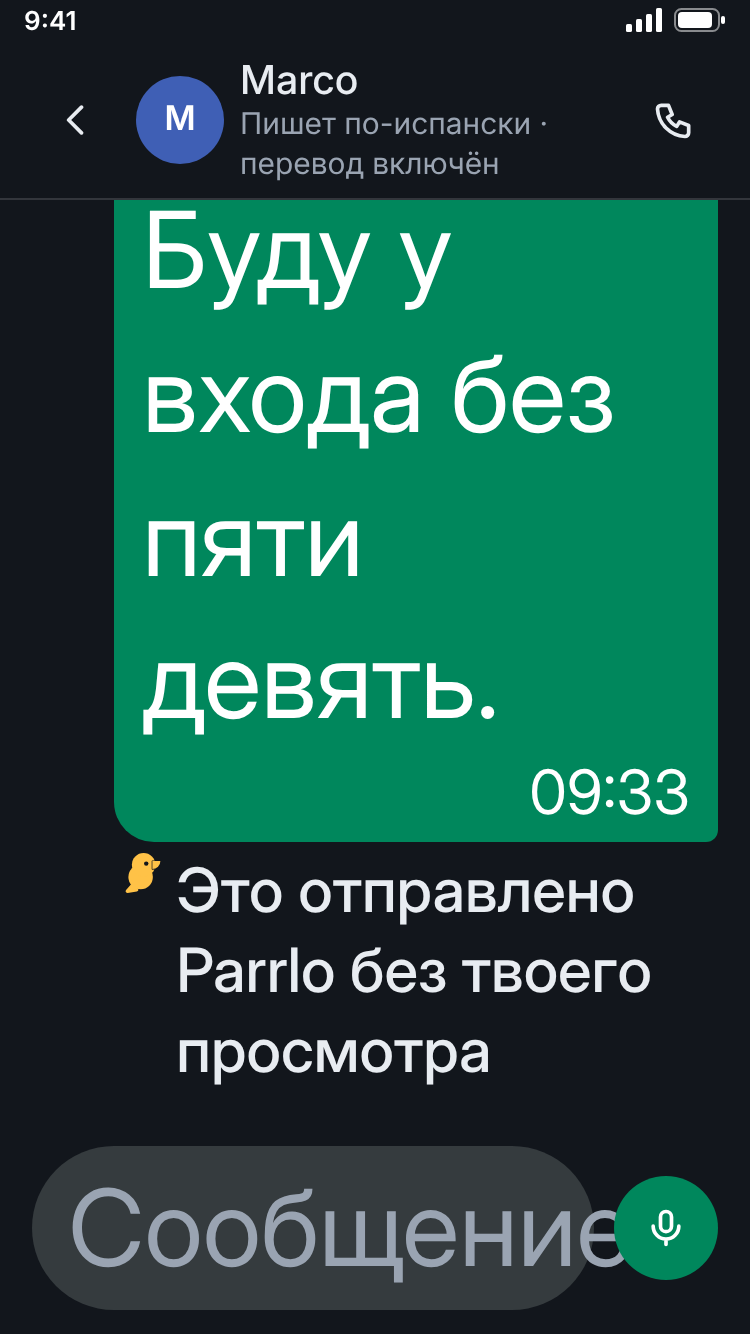 9:41
M
Marco
Пишет по-испански ·
перевод включён
Буду у
входа без
пяти
девять.
09:33
Это отправлено
Parrlo без твоего
просмотра
Сообщение